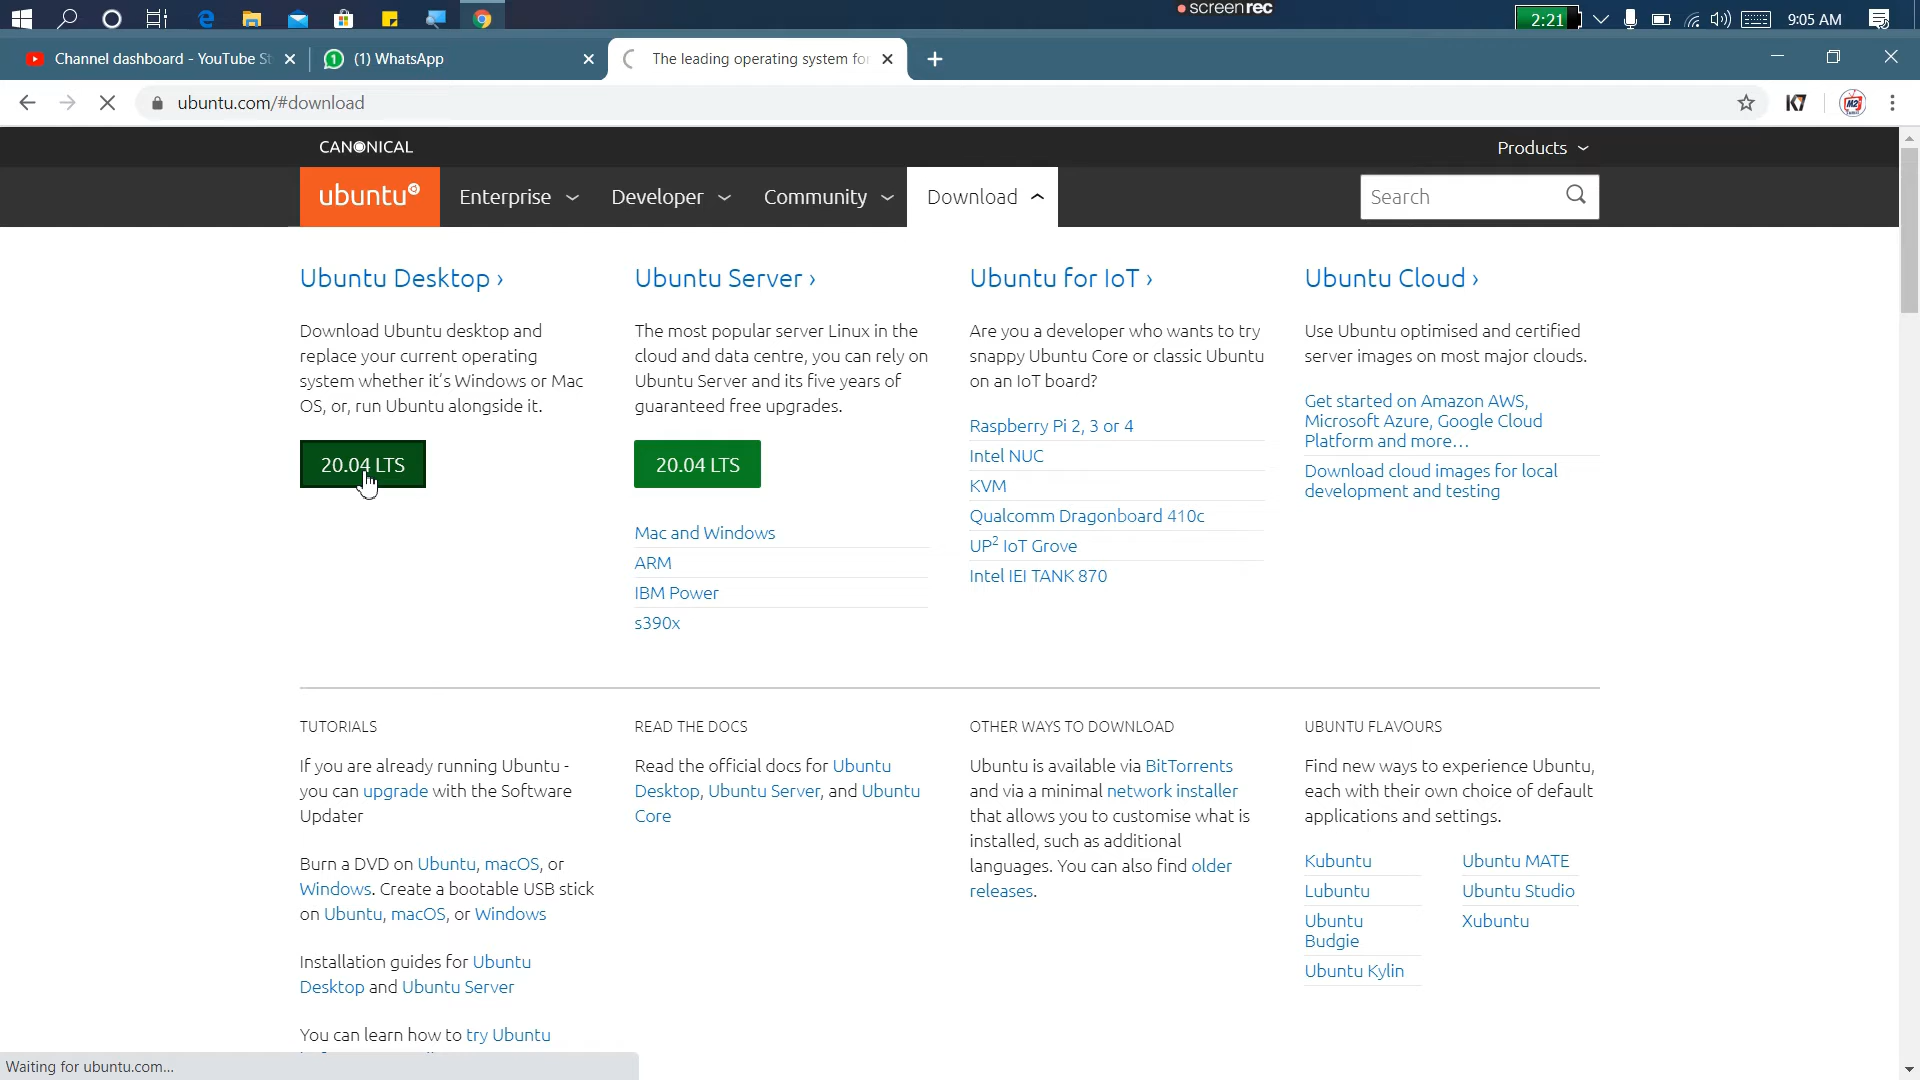 screenrec
2:21
9:05 AM
Channel dashboard - YouTube St
(1) WhatsApp
The leading operating system for
ubuntu.com/#download
K7
CANONICAL
Products
ubuntu
Enterprise
Developer
Community
Download
Search
Ubuntu Desktop ›
Download Ubuntu desktop and
replace your current operating
system whether it's Windows or Mac
OS, or, run Ubuntu alongside it.
20.04 LTS
Ubuntu Server ›
The most popular server Linux in the
cloud and data centre, you can rely on
Ubuntu Server and its five years of
guaranteed free upgrades.
20.04 LTS
Mac and Windows
ARM
IBM Power
s390x
Ubuntu for IoT ›
Are you a developer who wants to try
snappy Ubuntu Core or classic Ubuntu
on an IoT board?
Raspberry Pi 2, 3 or 4
Intel NUC
KVM
Qualcomm Dragonboard 410c
UP2 IoT Grove
Intel IEI TANK 870
Ubuntu Cloud ›
Use Ubuntu optimised and certified
server images on most major clouds.
Get started on Amazon AWS,
Microsoft Azure, Google Cloud
Platform and more…
Download cloud images for local
development and testing
TUTORIALS
If you are already running Ubuntu -
you can upgrade with the Software
Updater
Burn a DVD on Ubuntu, macOS, or
Windows. Create a bootable USB stick
on Ubuntu, macOS, or Windows
Installation guides for Ubuntu
Desktop and Ubuntu Server
You can learn how to try Ubuntu
READ THE DOCS
Read the official docs for Ubuntu
Desktop, Ubuntu Server, and Ubuntu
Core
OTHER WAYS TO DOWNLOAD
Ubuntu is available via BitTorrents
and via a minimal network installer
that allows you to customise what is
installed, such as additional
languages. You can also find older
releases.
UBUNTU FLAVOURS
Find new ways to experience Ubuntu,
each with their own choice of default
applications and settings.
Kubuntu
Lubuntu
Ubuntu
Budgie
Ubuntu Kylin
Ubuntu MATE
Ubuntu Studio
Xubuntu
Waiting for ubuntu.com...